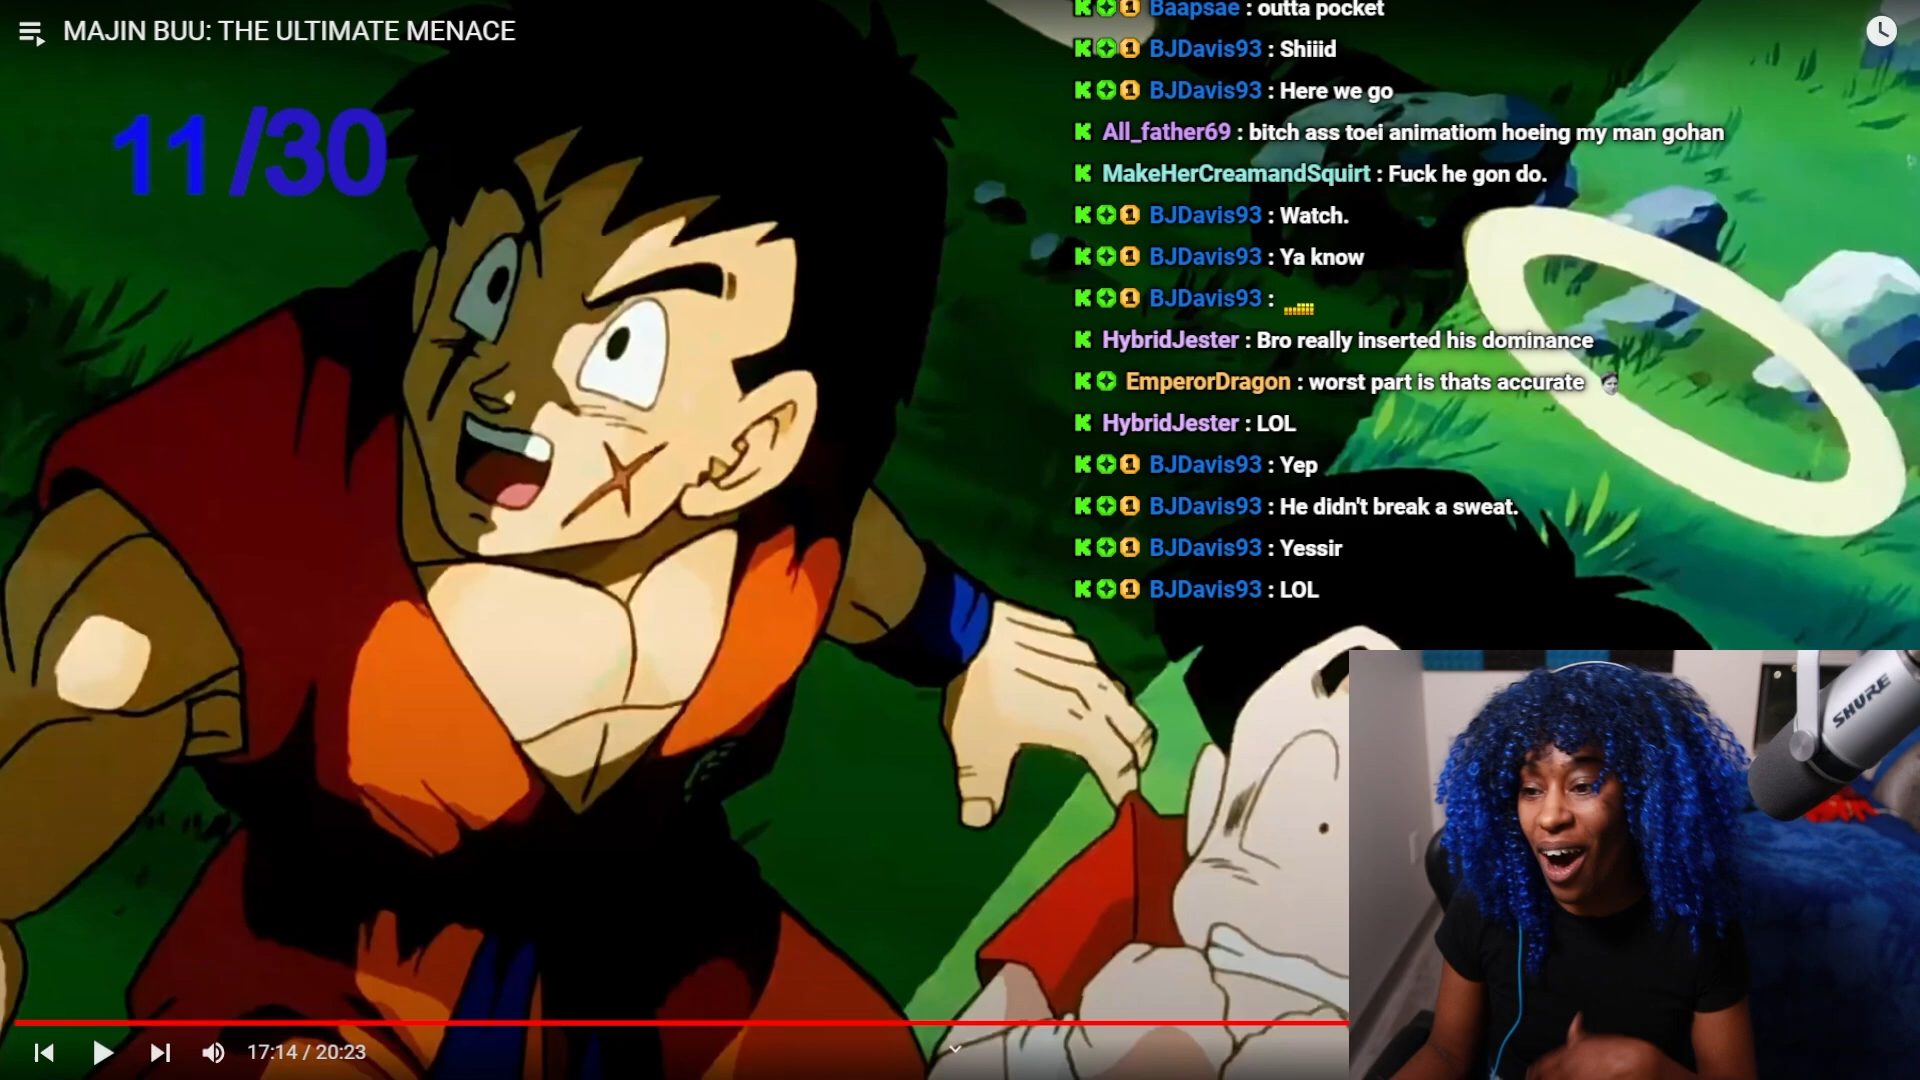 MAJIN BUU: THE ULTIMATE MENACE
11/30
Baapsae : outta pocket
BJDavis93 : Shiiid
BJDavis93 : Here we go
All_father69 : bitch ass toei animatiom hoeing my man gohan
MakeHerCreamandSquirt : Fuck he gon do.
BJDavis93 : Watch.
BJDavis93 : Ya know
BJDavis93 :
HybridJester : Bro really inserted his dominance
EmperorDragon : worst part is thats accurate
HybridJester : LOL
BJDavis93 : Yep
BJDavis93 : He didn't break a sweat.
BJDavis93 : Yessir
BJDavis93 : LOL
SHURE
17:14 / 20:23